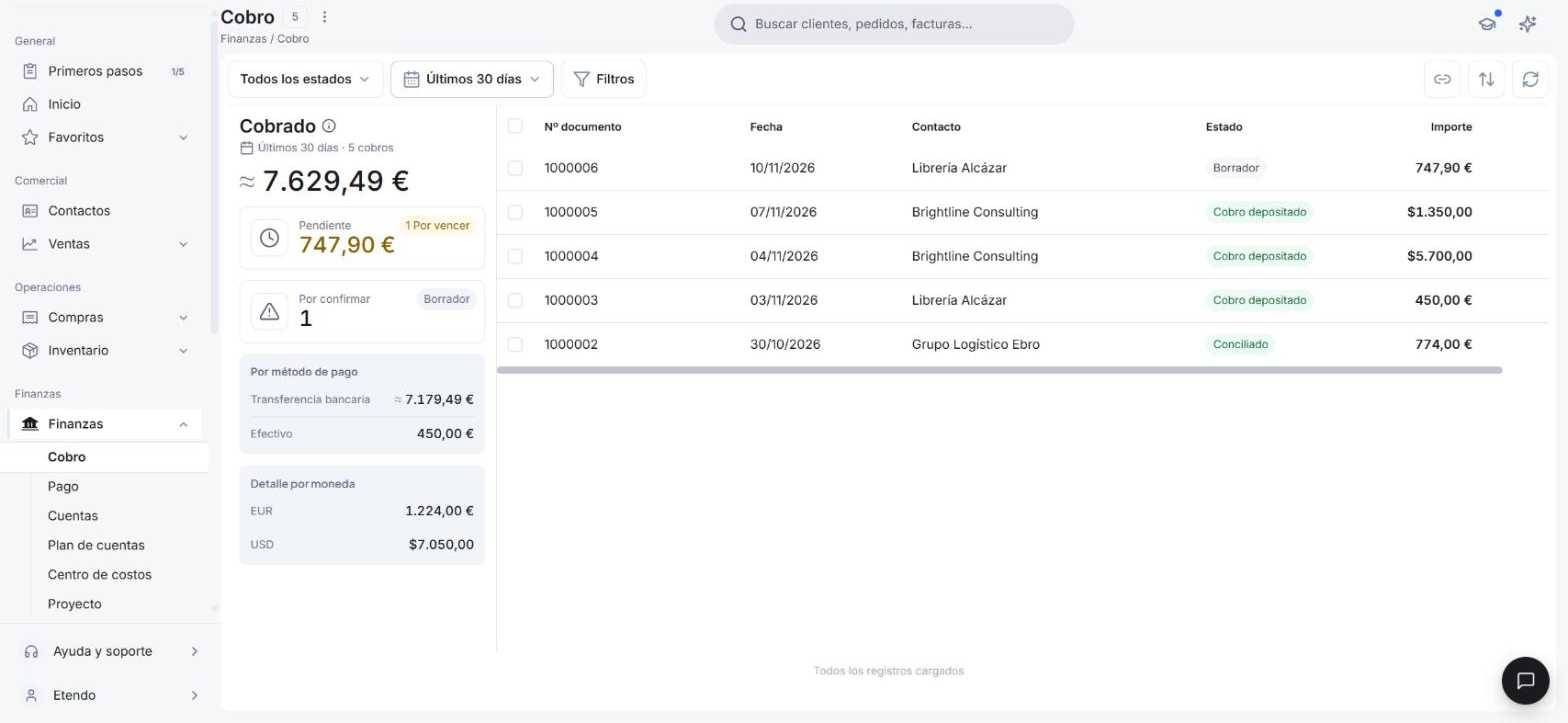 General
Primeros pasos 1/5
Inicio
Favoritos
Comercial
Contactos
Ventas
Operaciones
Compras
Inventario
Finanzas
Finanzas
Cobro
Pago
Cuentas
Plan de cuentas
Centro de costos
Proyecto
Ayuda y soporte
Etendo
Cobro 5
Finanzas / Cobro
Buscar clientes, pedidos, facturas...
Todos los estados Últimos 30 días Filtros
Cobrado
Últimos 30 días · 5 cobros
≈ 7.629,49 €
Pendiente 1 Por vencer
747,90 €
Por confirmar Borrador
1
Por método de pago
Transferencia bancaria ≈ 7.179,49 €
Efectivo 450,00 €
Detalle por moneda
EUR 1.224,00 €
USD $7.050,00
Nº documento Fecha Contacto Estado Importe
1000006 10/11/2026 Librería Alcázar Borrador 747,90 €
1000005 07/11/2026 Brightline Consulting Cobro depositado $1.350,00
1000004 04/11/2026 Brightline Consulting Cobro depositado $5.700,00
1000003 03/11/2026 Librería Alcázar Cobro depositado 450,00 €
1000002 30/10/2026 Grupo Logístico Ebro Conciliado 774,00 €
Todos los registros cargados